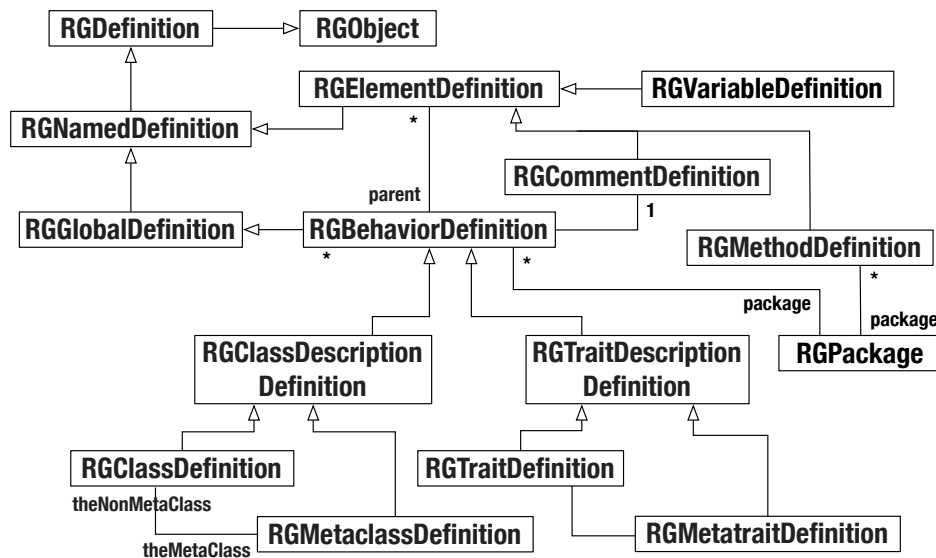 RGDefinition
RGObject
RGElementDefinition
RGVariableDefinition
RGNamedDefinition
*
RGCommentDefinition
parent
1
RGGlobalDefinition
RGBehaviorDefinition
RGMethodDefinition
*
*
*
package
package
RGPackage
RGClassDescription
Definition
RGTraitDescription
Definition
RGClassDefinition
RGTraitDefinition
theNonMetaClass
RGMetaclassDefinition
RGMetatraitDefinition
theMetaClass